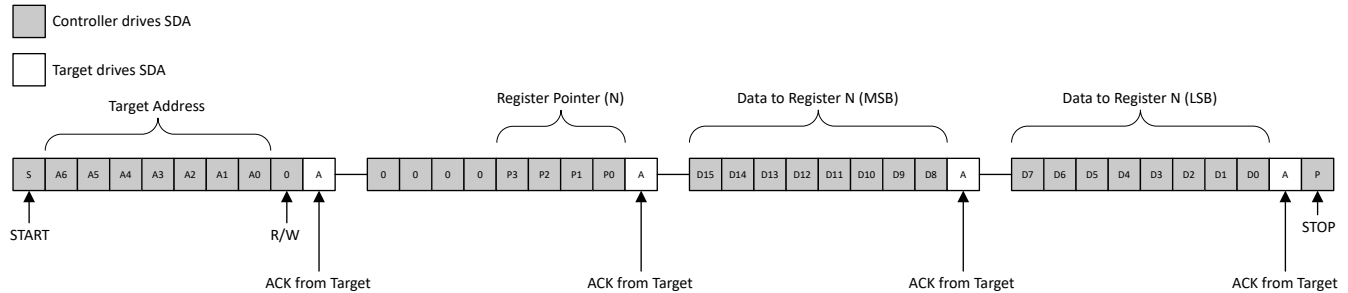 Controller drives SDA
Target drives SDA
Target Address
Register Pointer (N)
Data to Register N (MSB)
Data to Register N (LSB)
S A6 A5 A4 A3 A2 A1 A0 0 A 0 0 0 0 P3 P2 P1 P0 A D15 D14 D13 D12 D11 D10 D9 D8 A D7 D6 D5 D4 D3 D2 D1 D0 A P
START
R/W
STOP
ACK from Target
ACK from Target
ACK from Target
ACK from Target